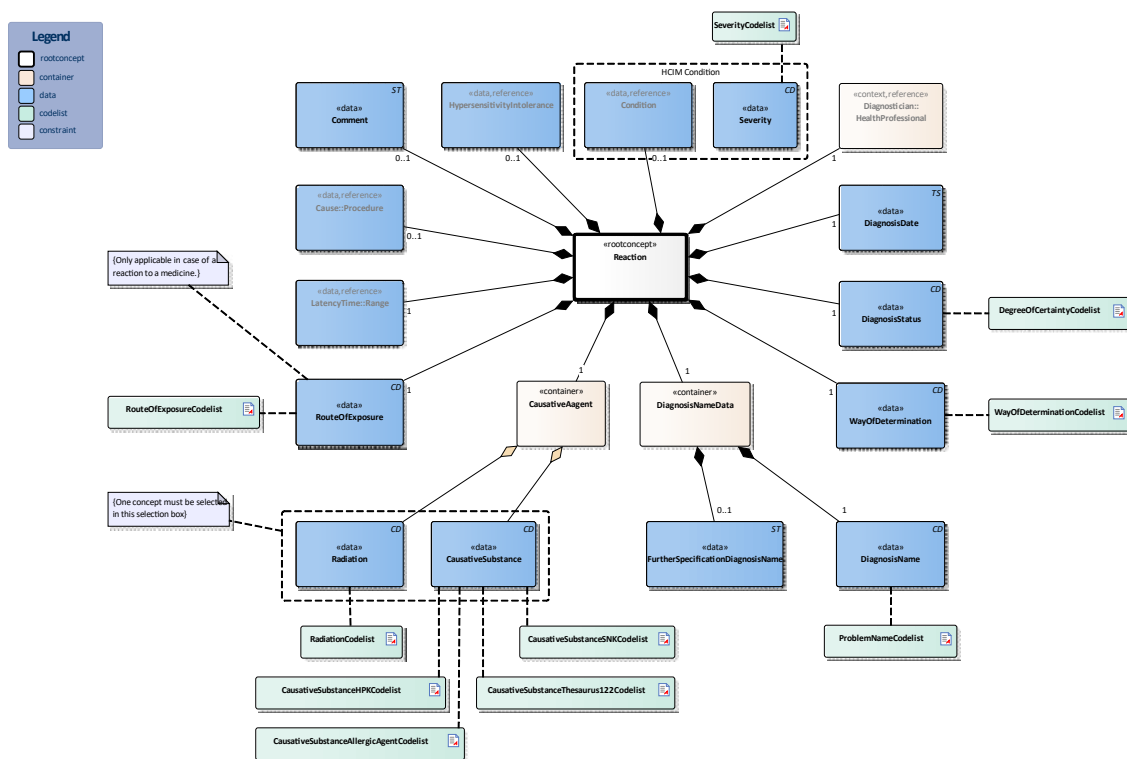 SeverityCodelist
Legend
rootconcept
container
data
codelist
constraint
HCIM Condition
ST
«data»
Comment
0..1
«data,reference»
HypersensitivityIntolerance
0..1
«data,reference»
Condition
0..1
CD
«data»
Severity
«context,reference»
Diagnostician::
HealthProfessional
1
«data,reference»
Cause::Procedure
0..1
TS
«data»
DiagnosisDate
1
«rootconcept»
Reaction
{Only applicable in case of a
reaction to a medicine.}
«data,reference»
LatencyTime::Range
1
CD
«data»
DiagnosisStatus
1
DegreeOfCertaintyCodelist
RouteOfExposureCodelist
CD
«data»
RouteOfExposure
1
1
«container»
CausativeAagent
1
«container»
DiagnosisNameData
CD
«data»
WayOfDetermination
1
WayOfDeterminationCodelist
{One concept must be selected
in this selection box}
CD
«data»
Radiation
CD
«data»
CausativeSubstance
0..1
ST
«data»
FurtherSpecificationDiagnosisName
1
CD
«data»
DiagnosisName
RadiationCodelist
CausativeSubstanceSNKCodelist
ProblemNameCodelist
CausativeSubstanceHPKCodelist
CausativeSubstanceThesaurus122Codelist
CausativeSubstanceAllergicAgentCodelist